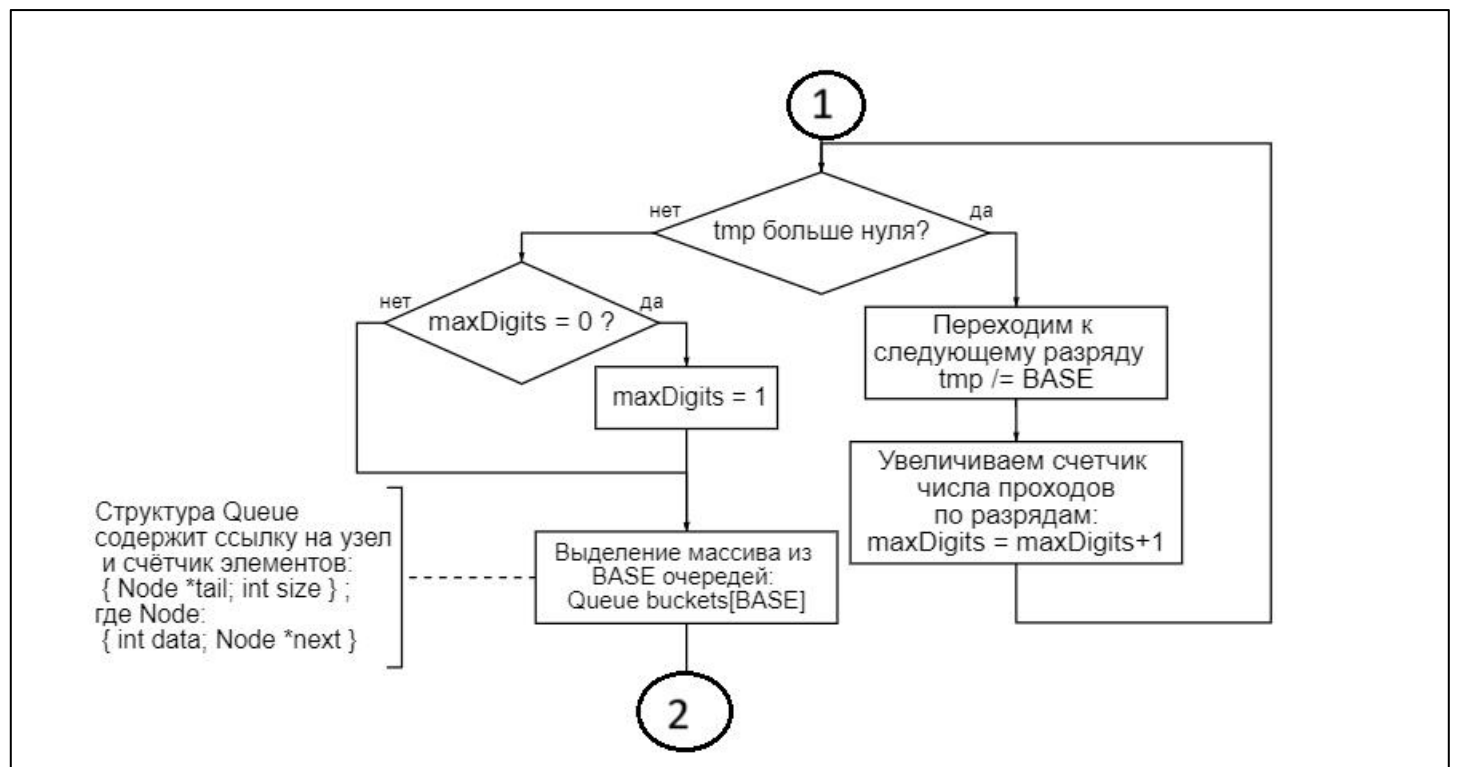 1
tmp больше нуля?
нет
да
maxDigits = 0 ?
нет
да
maxDigits = 1
Переходим к
следующему разряду
tmp /= BASE
Увеличиваем счетчик
числа проходов
по разрядам:
maxDigits = maxDigits+1
Структура Queue
содержит ссылку на узел
и счётчик элементов:
{ Node *tail; int size } ;
где Node:
{ int data; Node *next }
Выделение массива из
BASE очередей:
Queue buckets[BASE]
2